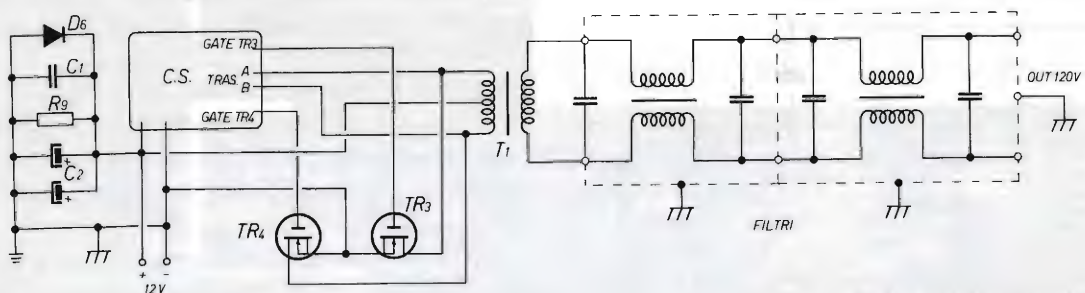 D6
C1
R9
+
C2
+
C.S.
GATE TR3
A
TRAS.
B
GATE TR4
+ -
12V
TR4
TR3
T1
FILTRI
OUT 120V